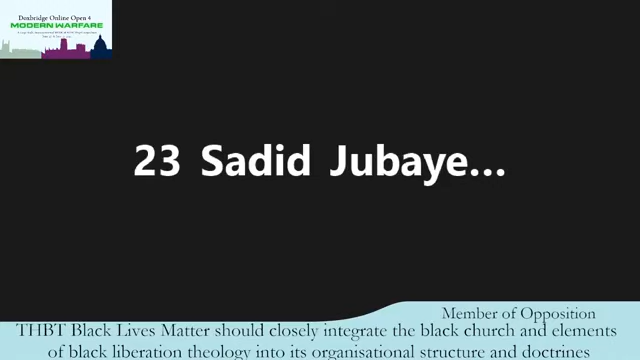 Doxbridge Online Open 4
MODERN WARFARE
23 Sadid Jubaye...
Member of Opposition
THBT Black Lives Matter should closely integrate the black church and elements
of black liberation theology into its organisational structure and doctrines